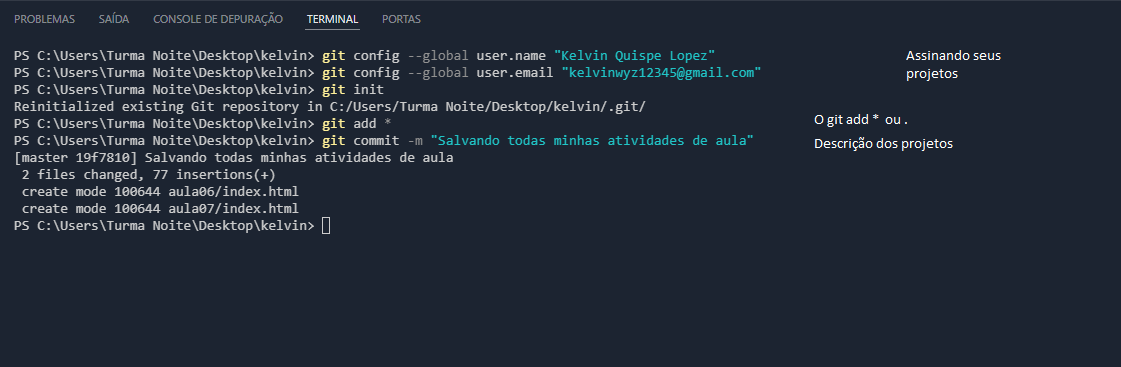 PROBLEMAS SAÍDA CONSOLE DE DEPURAÇÃO TERMINAL PORTAS
PS C:\Users\Turma Noite\Desktop\kelvin> git config --global user.name "Kelvin Quispe Lopez"
PS C:\Users\Turma Noite\Desktop\kelvin> git config --global user.email "kelvinwyz12345@gmail.com"
PS C:\Users\Turma Noite\Desktop\kelvin> git init
Reinitialized existing Git repository in C:/Users/Turma Noite/Desktop/kelvin/.git/
PS C:\Users\Turma Noite\Desktop\kelvin> git add *
PS C:\Users\Turma Noite\Desktop\kelvin> git commit -m "Salvando todas minhas atividades de aula"
[master 19f7810] Salvando todas minhas atividades de aula
 2 files changed, 77 insertions(+)
 create mode 100644 aula06/index.html
 create mode 100644 aula07/index.html
PS C:\Users\Turma Noite\Desktop\kelvin>
Assinando seus
projetos
O git add * ou .
Descrição dos projetos